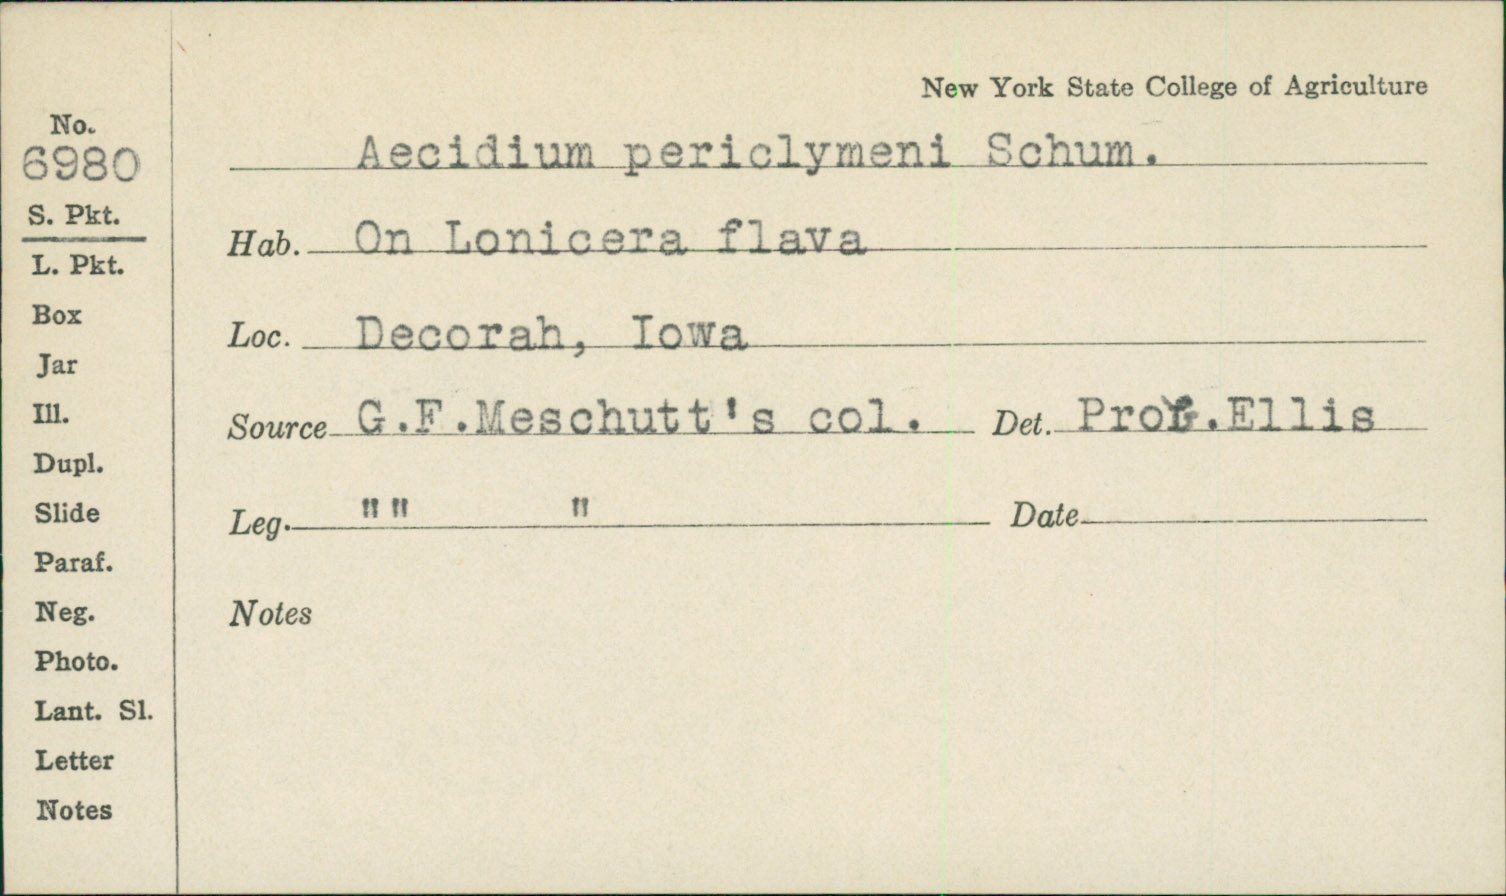 New York State College of Agriculture
No.
6980
S. Pkt.
L. Pkt.
Box
Jar
Ill.
Dupl.
Slide
Paraf.
Neg.
Photo.
Lant. Sl.
Letter
Notes
Aecidium periclymeni Schum.
Hab. On Lonicera flava
Loc. Decorah, Iowa
Source G.F.Meschutt's col. Det. Prof.Ellis
Leg. " " " Date
Notes